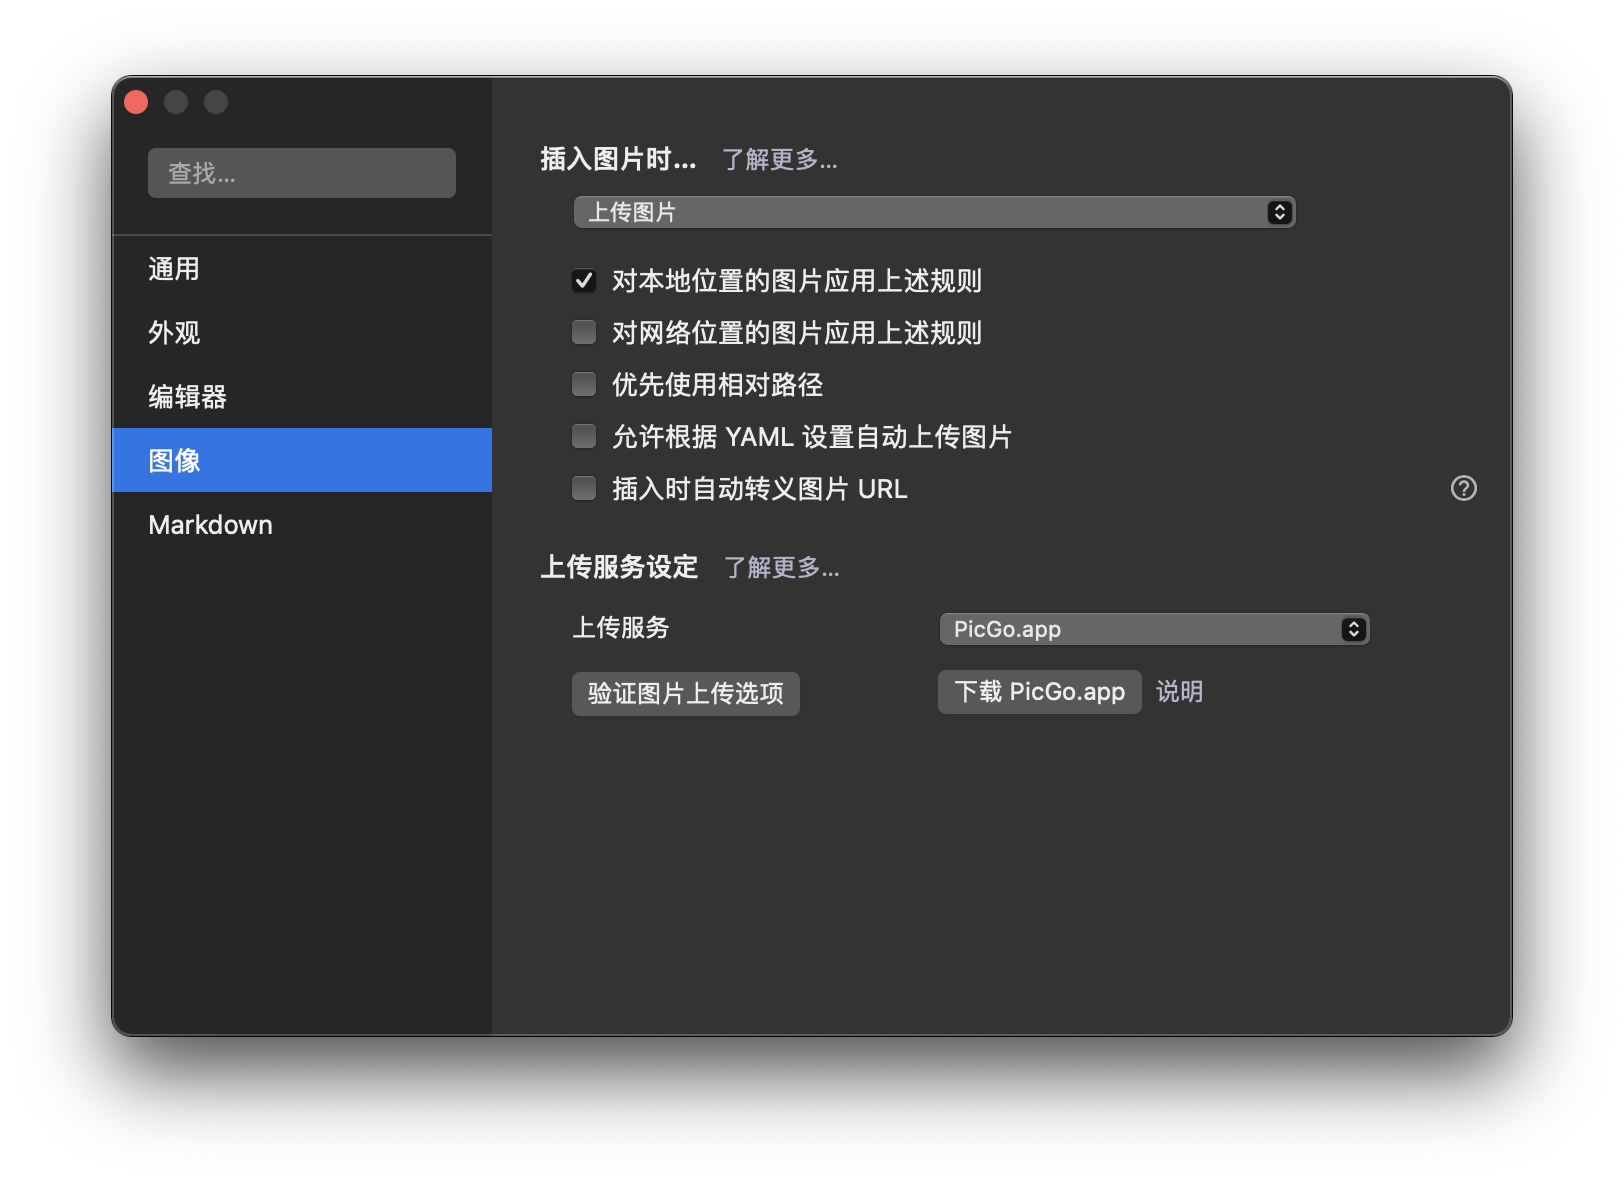 查找...
通用
外观
编辑器
图像
Markdown
插入图片时... 了解更多...
上传图片
对本地位置的图片应用上述规则
对网络位置的图片应用上述规则
优先使用相对路径
允许根据 YAML 设置自动上传图片
插入时自动转义图片 URL
上传服务设定 了解更多...
上传服务 PicGo.app
验证图片上传选项 下载 PicGo.app 说明